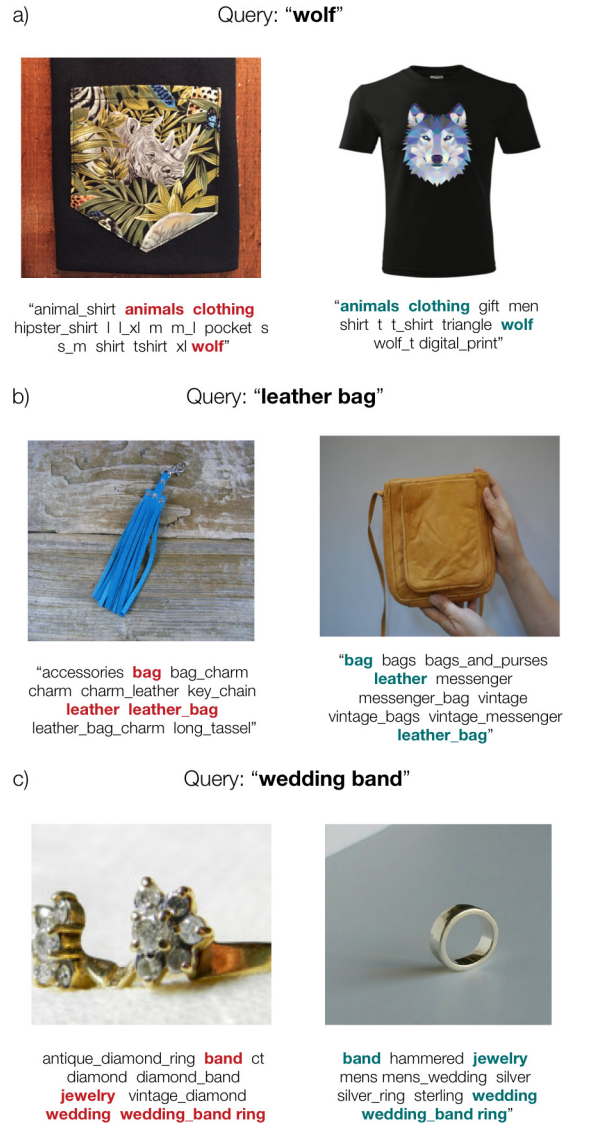 a)
Query: “wolf”
“animal_shirt animals clothing
hipster_shirt l l_xl m m_l pocket s
s_m shirt tshirt xl wolf”
“animals clothing gift men
shirt t t_shirt triangle wolf
wolf_t digital_print”
b)
Query: “leather bag”
“accessories bag bag_charm
charm charm_leather key_chain
leather leather_bag
leather_bag_charm long_tassel”
“bag bags bags_and_purses
leather messenger
messenger_bag vintage
vintage_bags vintage_messenger
leather_bag”
c)
Query: “wedding band”
antique_diamond_ring band ct
diamond diamond_band
jewelry vintage_diamond
wedding wedding_band ring
band hammered jewelry
mens mens_wedding silver
silver_ring sterling wedding
wedding_band ring”